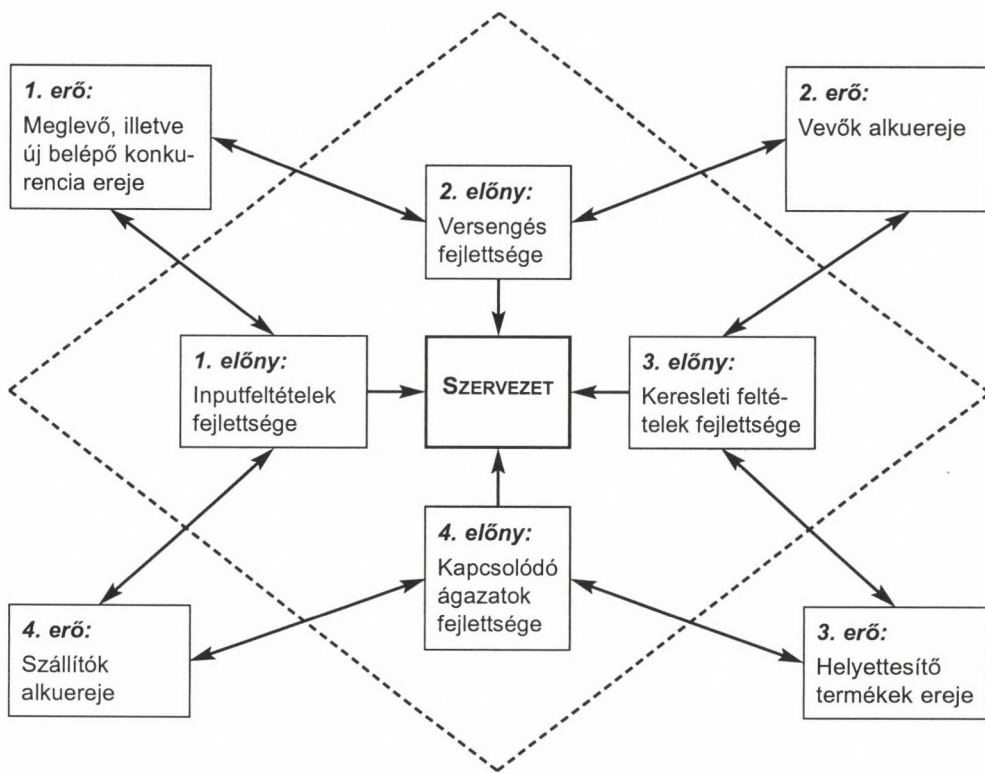 1. erő:
Meglevő, illetve
új belépő konku-
rencia ereje
2. erő:
Vevők alkuereje
2. előny:
Versengés
fejlettsége
1. előny:
Inputfeltételek
fejlettsége
SZERVEZET
3. előny:
Keresleti felté-
telek fejlettsége
4. előny:
Kapcsolódó
ágazatok
fejlettsége
4. erő:
Szállítók
alkuereje
3. erő:
Helyettesítő
termékek ereje